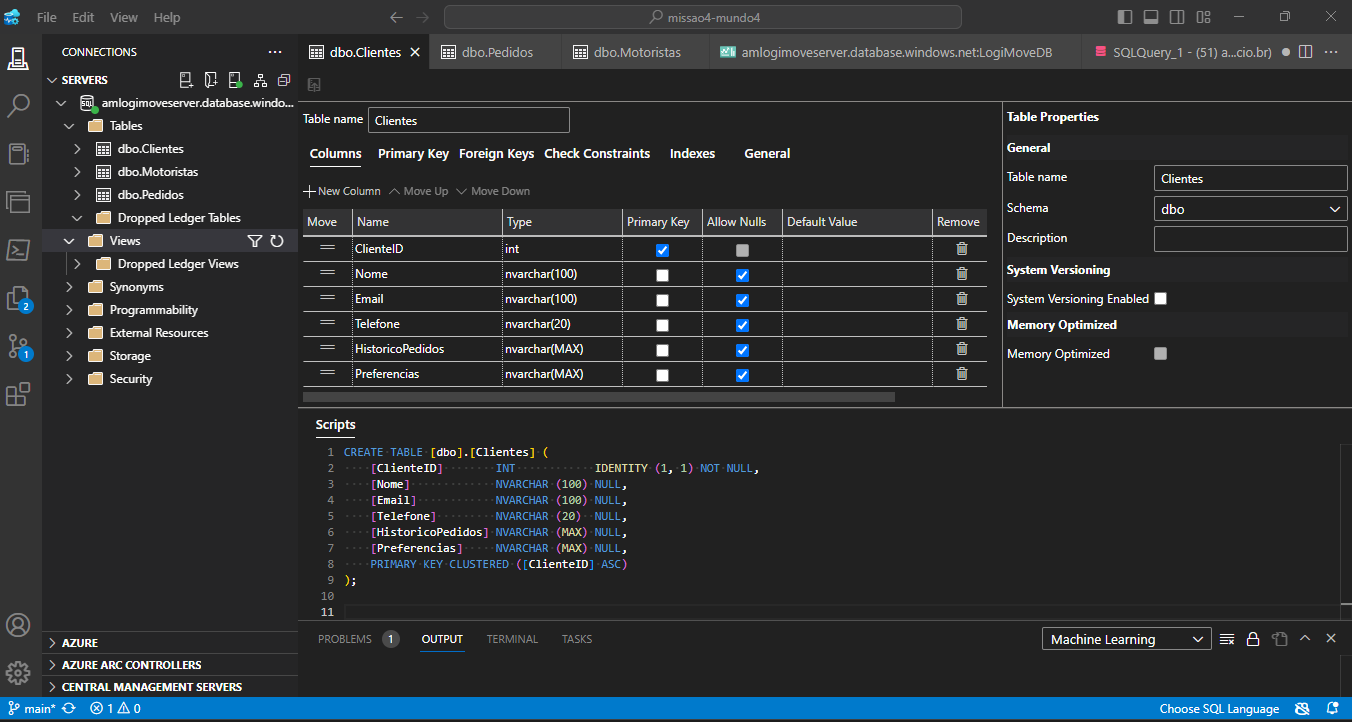 File Edit View Help
missao4-mundo4
CONNECTIONS
SERVERS
amlogimoveserver.database.windo...
Tables
dbo.Clientes
dbo.Motoristas
dbo.Pedidos
Dropped Ledger Tables
Views
Dropped Ledger Views
Synonyms
Programmability
External Resources
Storage
Security
2
1
AZURE
AZURE ARC CONTROLLERS
CENTRAL MANAGEMENT SERVERS
dbo.Clientes dbo.Pedidos dbo.Motoristas amlogimoveserver.database.windows.net:LogiMoveDB SQLQuery_1 - (51) a...cio.br)
Table name Clientes
Columns Primary Key Foreign Keys Check Constraints Indexes General
New Column Move Up Move Down
Move Name Type Primary Key Allow Nulls Default Value Remove
ClienteID int
Nome nvarchar(100)
Email nvarchar(100)
Telefone nvarchar(20)
HistoricoPedidos nvarchar(MAX)
Preferencias nvarchar(MAX)
Table Properties
General
Table name Clientes
Schema dbo
Description
System Versioning
System Versioning Enabled
Memory Optimized
Memory Optimized
Scripts
1 CREATE TABLE [dbo].[Clientes] (
2 [ClienteID] INT IDENTITY (1, 1) NOT NULL,
3 [Nome] NVARCHAR (100) NULL,
4 [Email] NVARCHAR (100) NULL,
5 [Telefone] NVARCHAR (20) NULL,
6 [HistoricoPedidos] NVARCHAR (MAX) NULL,
7 [Preferencias] NVARCHAR (MAX) NULL,
8 PRIMARY KEY CLUSTERED ([ClienteID] ASC)
9 );
10
11
PROBLEMS 1 OUTPUT TERMINAL TASKS Machine Learning
main* 1 0 Choose SQL Language